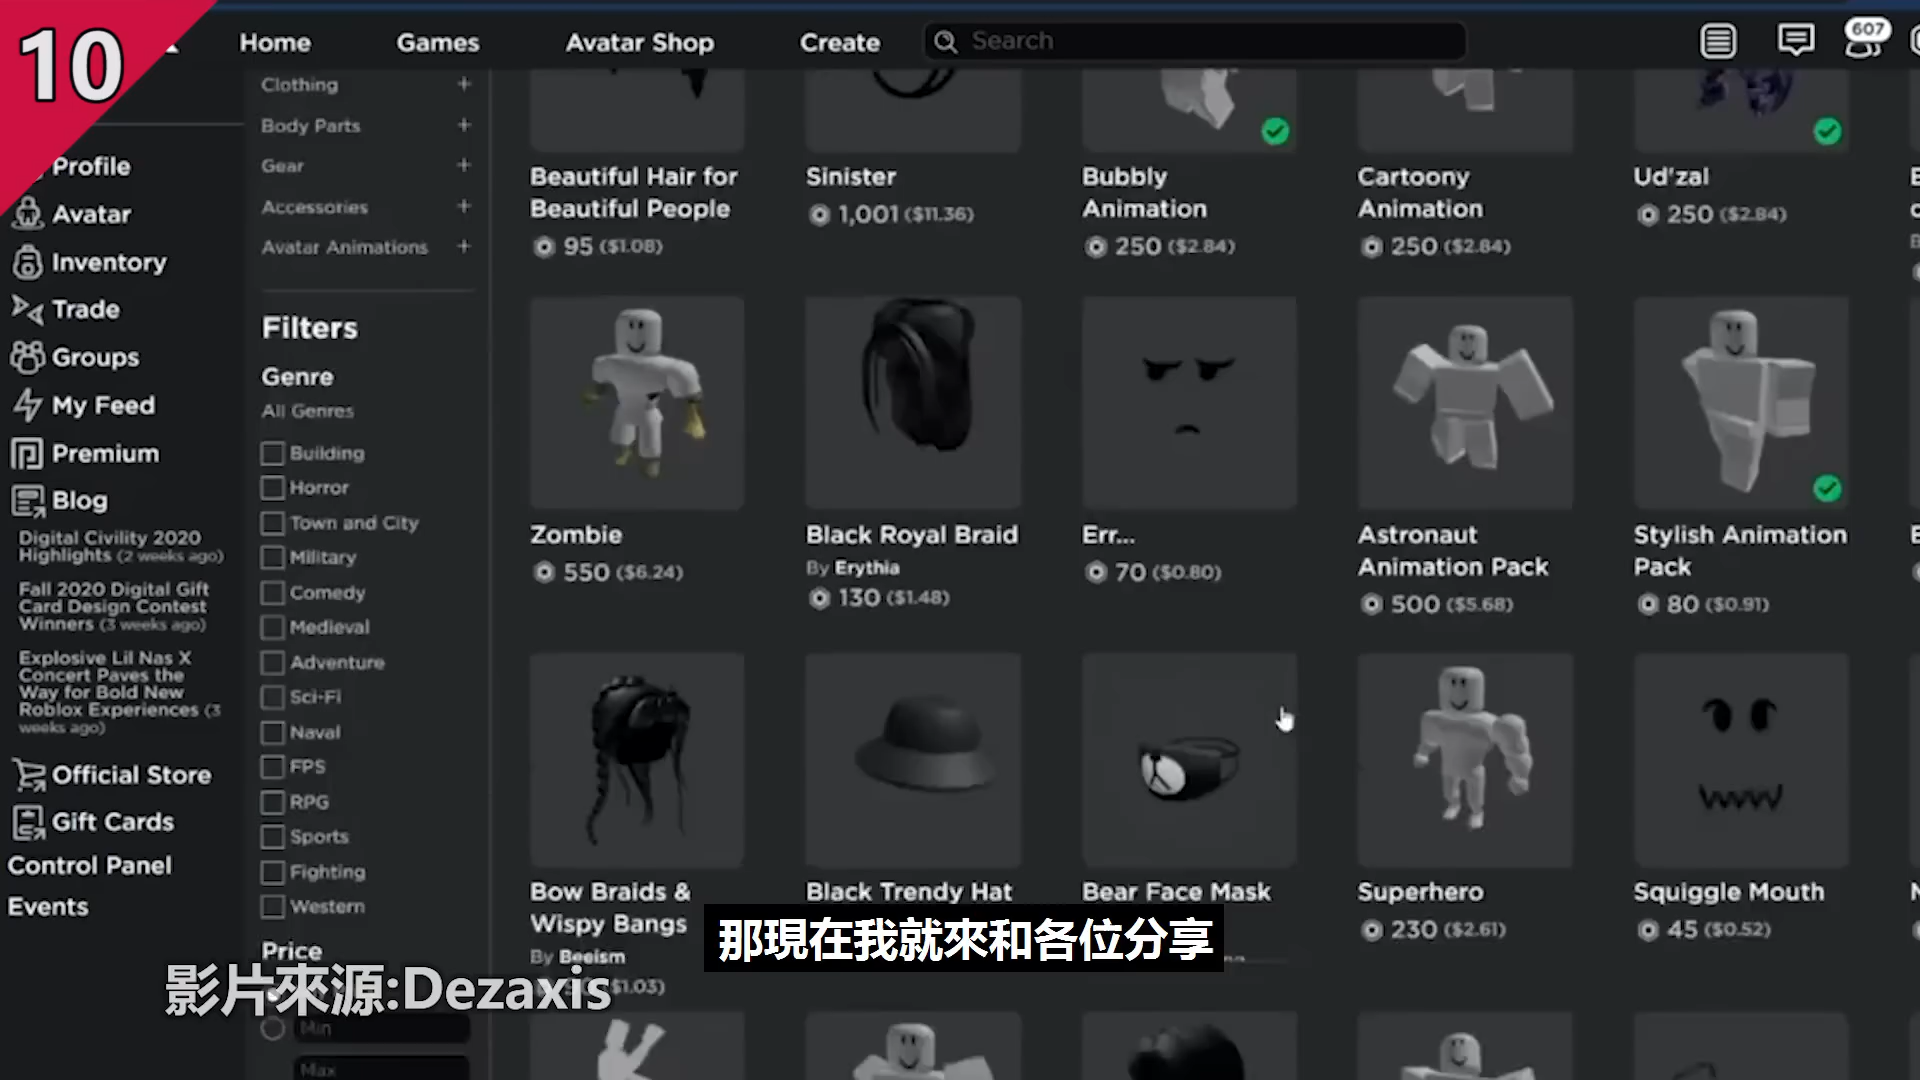 10
Home
Games
Avatar Shop
Create
Search
607
Profile
Avatar
Inventory
Trade
Groups
My Feed
Premium
Blog
Digital Civility 2020
Highlights (2 weeks ago)
Fall 2020 Digital Gift
Card Design Contest
Winners (3 weeks ago)
Explosive Lil Nas X
Concert Paves the
Way for Bold New
Roblox Experiences (3
weeks ago)
Official Store
Gift Cards
Control Panel
Events
Clothing +
Body Parts +
Gear +
Accessories +
Avatar Animations +
Filters
Genre
All Genres
Building
Horror
Town and City
Military
Comedy
Medieval
Adventure
Sci-Fi
Naval
FPS
RPG
Sports
Fighting
Western
Price
Min
Max
Beautiful Hair for
Beautiful People
95 ($1.08)
Sinister
1,001 ($11.36)
Bubbly
Animation
250 ($2.84)
Cartoony
Animation
250 ($2.84)
Ud'zal
250 ($2.84)
Zombie
550 ($6.24)
Black Royal Braid
By Erythia
130 ($1.48)
Err...
70 ($0.80)
Astronaut
Animation Pack
500 ($5.68)
Stylish Animation
Pack
80 ($0.91)
Bow Braids &
Wispy Bangs
By Beeism
($1.03)
Black Trendy Hat
Bear Face Mask
Superhero
230 ($2.61)
Squiggle Mouth
45 ($0.52)
那現在我就來和各位分享
影片來源:Dezaxis